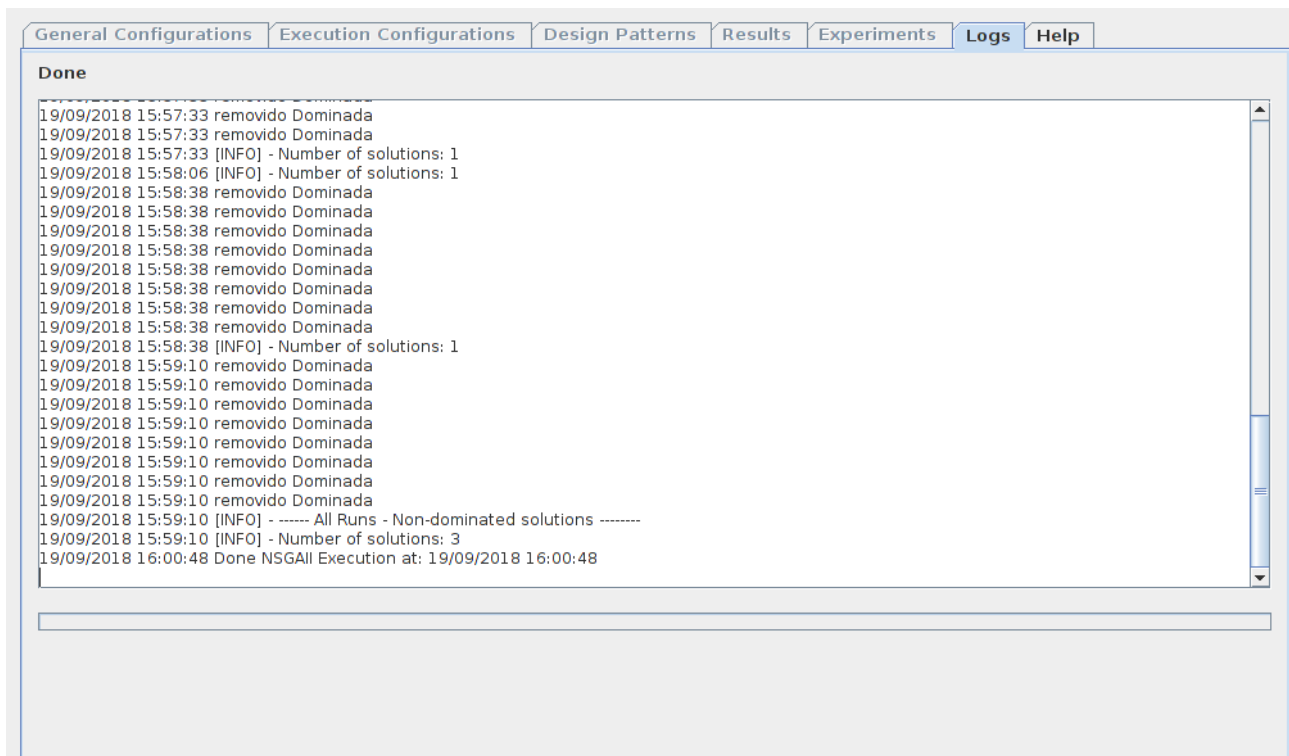 General Configurations Execution Configurations Design Patterns Results Experiments Logs Help
Done
19/09/2018 15:57:33 removido Dominada
19/09/2018 15:57:33 removido Dominada
19/09/2018 15:57:33 [INFO] - Number of solutions: 1
19/09/2018 15:58:06 [INFO] - Number of solutions: 1
19/09/2018 15:58:38 removido Dominada
19/09/2018 15:58:38 removido Dominada
19/09/2018 15:58:38 removido Dominada
19/09/2018 15:58:38 removido Dominada
19/09/2018 15:58:38 removido Dominada
19/09/2018 15:58:38 removido Dominada
19/09/2018 15:58:38 removido Dominada
19/09/2018 15:58:38 removido Dominada
19/09/2018 15:58:38 [INFO] - Number of solutions: 1
19/09/2018 15:59:10 removido Dominada
19/09/2018 15:59:10 removido Dominada
19/09/2018 15:59:10 removido Dominada
19/09/2018 15:59:10 removido Dominada
19/09/2018 15:59:10 removido Dominada
19/09/2018 15:59:10 removido Dominada
19/09/2018 15:59:10 removido Dominada
19/09/2018 15:59:10 removido Dominada
19/09/2018 15:59:10 [INFO] - ------ All Runs - Non-dominated solutions --------
19/09/2018 15:59:10 [INFO] - Number of solutions: 3
19/09/2018 16:00:48 Done NSGAII Execution at: 19/09/2018 16:00:48